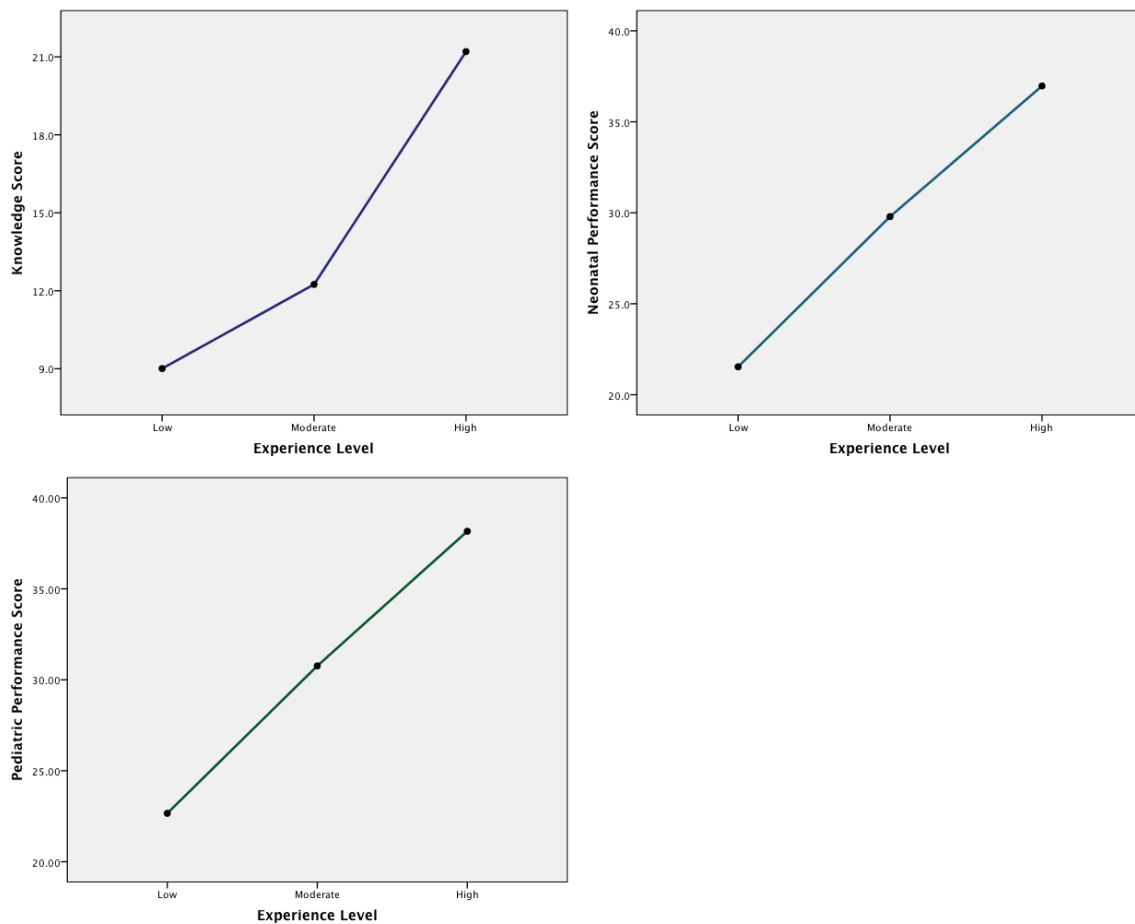 Knowledge Score
21.0
18.0
15.0
12.0
9.0
Low Moderate High
Experience Level
Neonatal Performance Score
40.0
35.0
30.0
25.0
20.0
Low Moderate High
Experience Level
Pediatric Performance Score
40.00
35.00
30.00
25.00
20.00
Low Moderate High
Experience Level